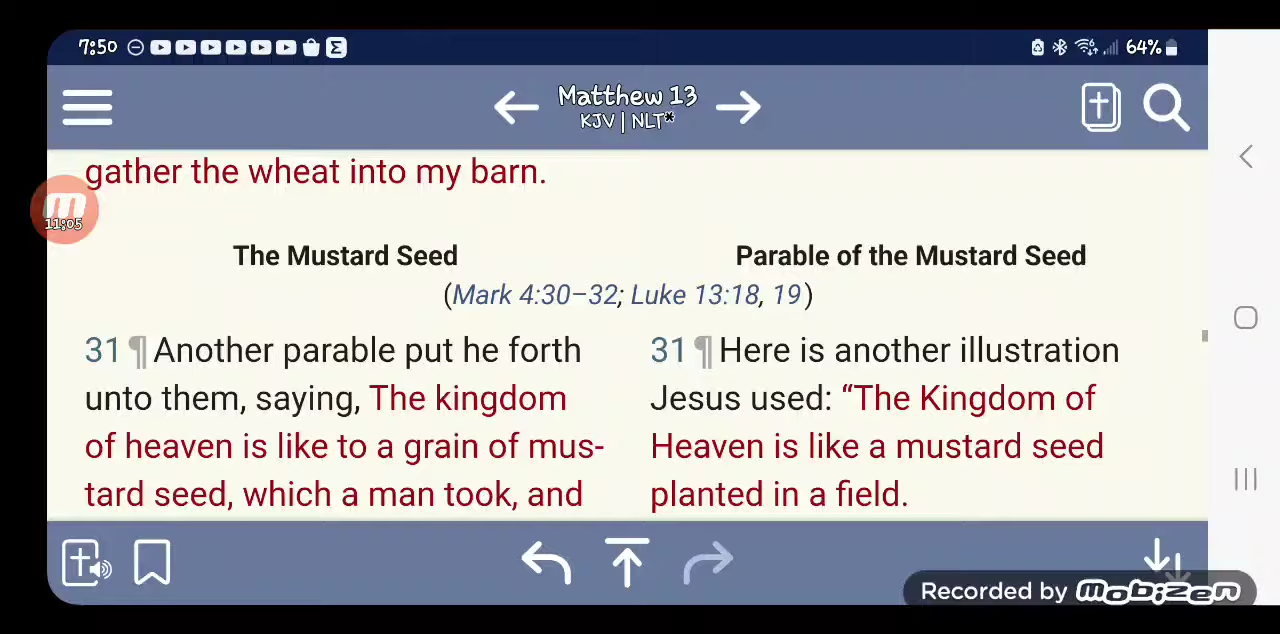 7:50 64%
Matthew 13
KJV | NLT*
gather the wheat into my barn.
11:05
The Mustard Seed Parable of the Mustard Seed
(Mark 4:30–32; Luke 13:18, 19)
31 ¶ Another parable put he forth
unto them, saying, The kingdom
of heaven is like to a grain of mus-
tard seed, which a man took, and
31 ¶ Here is another illustration
Jesus used: “The Kingdom of
Heaven is like a mustard seed
planted in a field.
Recorded by mobizen